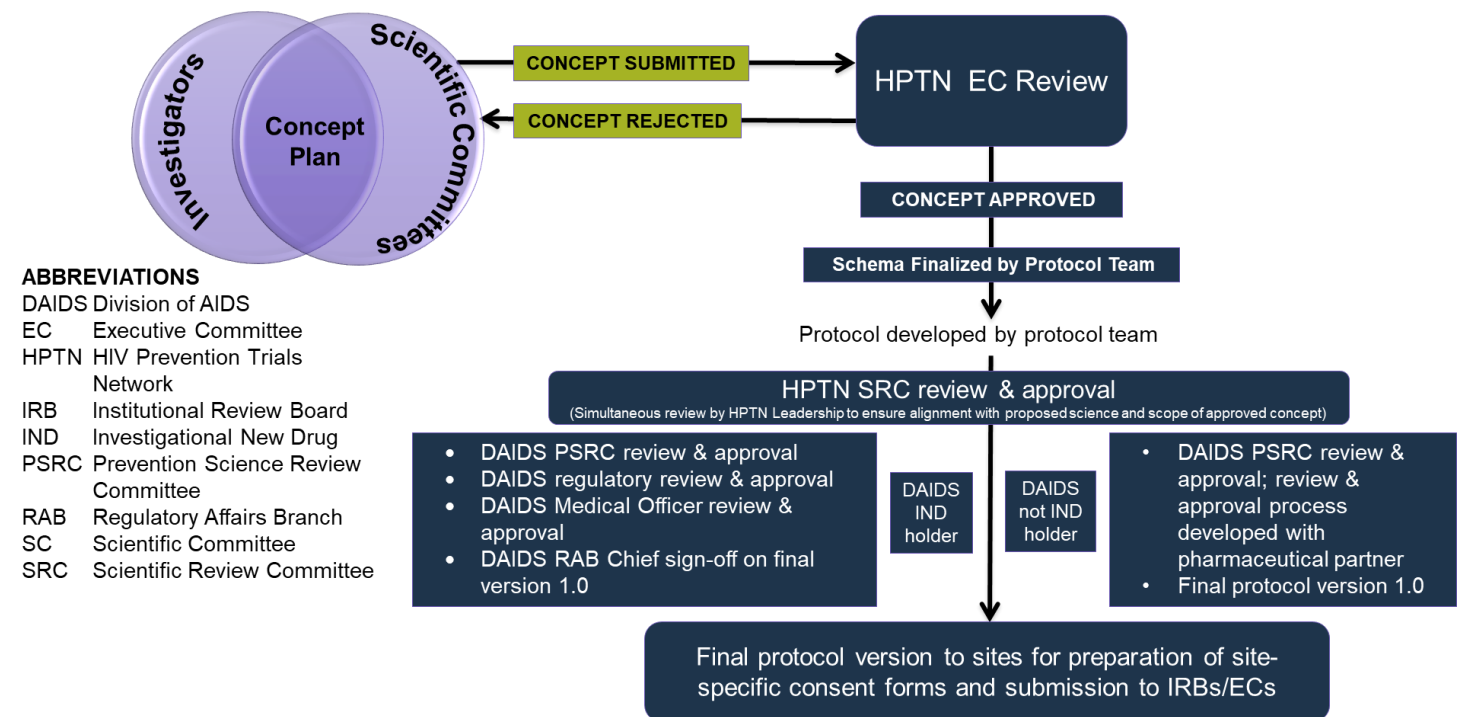 Investigators
Scientific Committees
Concept
Plan
CONCEPT SUBMITTED
CONCEPT REJECTED
HPTN EC Review
CONCEPT APPROVED
Schema Finalized by Protocol Team
Protocol developed by protocol team
HPTN SRC review & approval
(Simultaneous review by HPTN Leadership to ensure alignment with proposed science and scope of approved concept)
• DAIDS PSRC review & approval
• DAIDS regulatory review & approval
• DAIDS Medical Officer review &
approval
• DAIDS RAB Chief sign-off on final
version 1.0
DAIDS
IND
holder
DAIDS
not IND
holder
• DAIDS PSRC review &
approval; review &
approval process
developed with
pharmaceutical partner
• Final protocol version 1.0
Final protocol version to sites for preparation of site-
specific consent forms and submission to IRBs/ECs
ABBREVIATIONS
DAIDS Division of AIDS
EC Executive Committee
HPTN HIV Prevention Trials
Network
IRB Institutional Review Board
IND Investigational New Drug
PSRC Prevention Science Review
Committee
RAB Regulatory Affairs Branch
SC Scientific Committee
SRC Scientific Review Committee